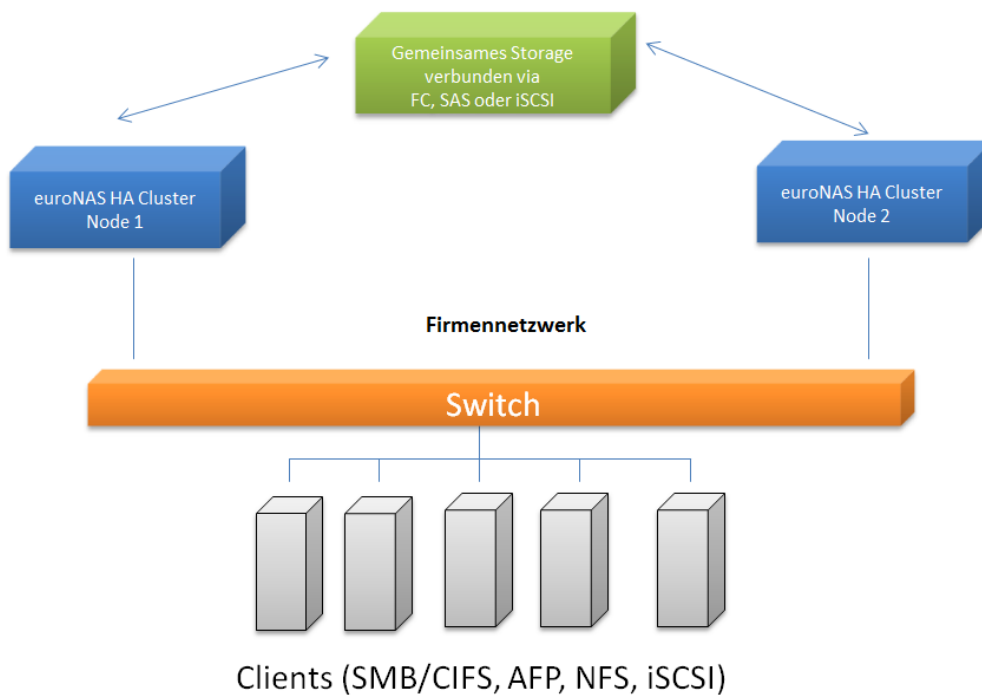 Gemeinsames Storage
verbunden via
FC, SAS oder iSCSI
euroNAS HA Cluster
Node 1
euroNAS HA Cluster
Node 2
Firmennetzwerk
Switch
Clients (SMB/CIFS, AFP, NFS, iSCSI)